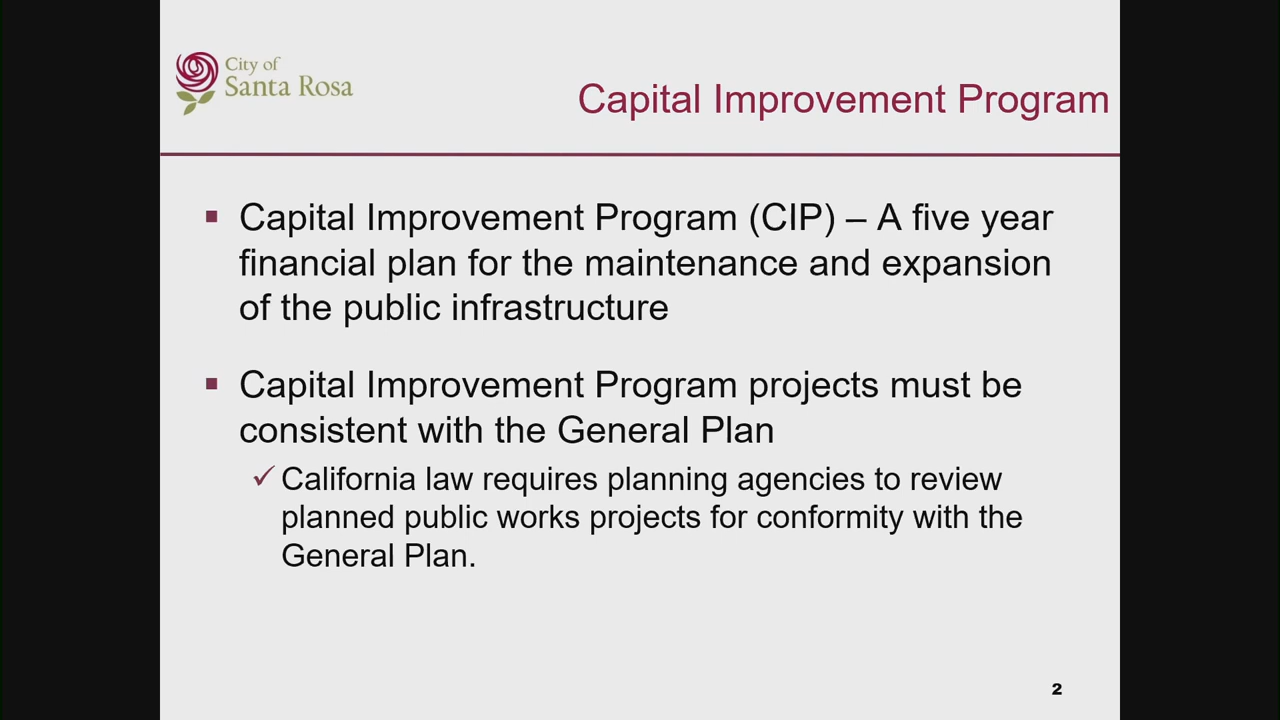 City of
Santa Rosa
Capital Improvement Program
Capital Improvement Program (CIP) – A five year
financial plan for the maintenance and expansion
of the public infrastructure
Capital Improvement Program projects must be
consistent with the General Plan
California law requires planning agencies to review
planned public works projects for conformity with the
General Plan.
2